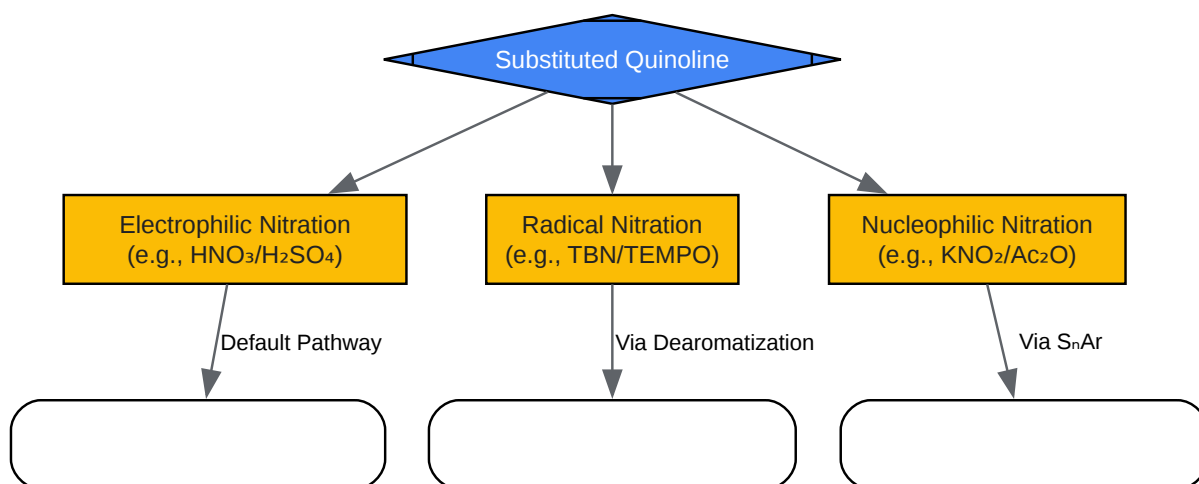 Substituted Quinoline
Electrophilic Nitration
(e.g., HNO₃/H₂SO₄)
Radical Nitration
(e.g., TBN/TEMPO)
Nucleophilic Nitration
(e.g., KNO₂/Ac₂O)
Default Pathway
Via Dearomatization
Via SₙAr